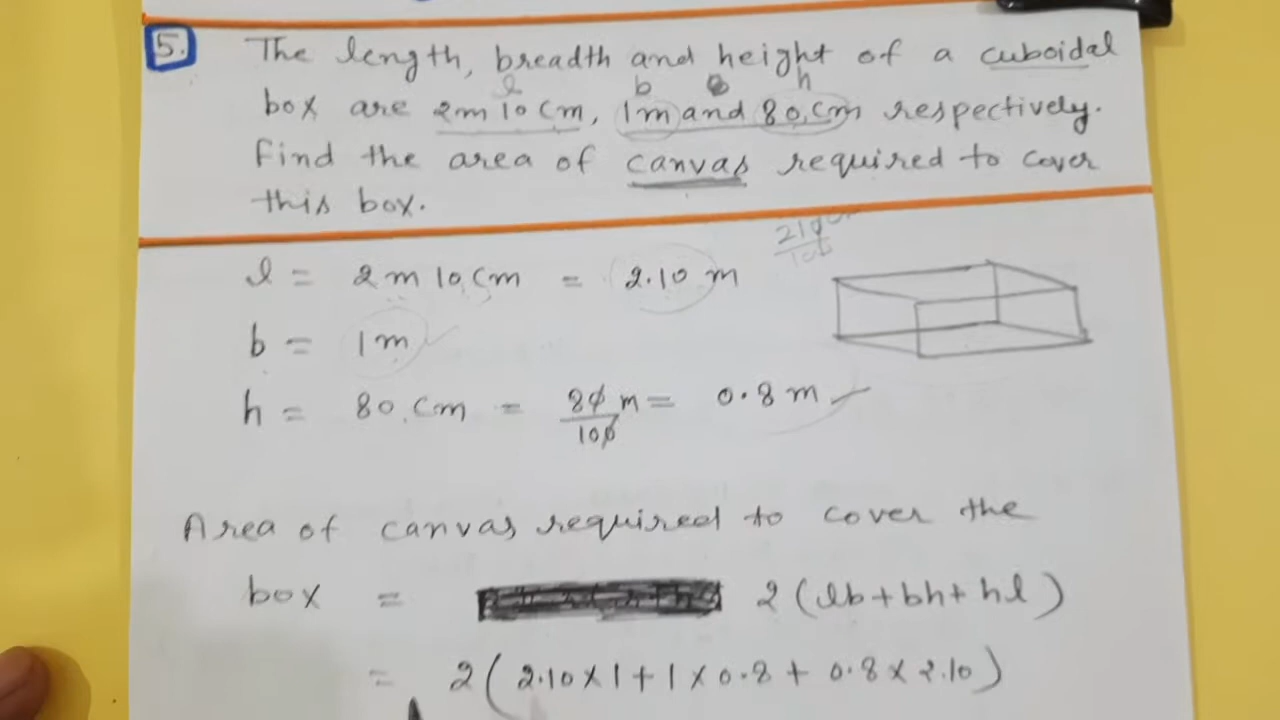 5. The length, breadth and height of a cuboidal
l b h
box are 2m 10 cm, 1m and 80 cm respectively.
Find the area of canvas required to cover
this box.
l = 2 m 10 cm = 2.10 m
b = 1 m
h = 80 cm = 80/100 m = 0.8 m
Area of canvas required to cover the
box = 2 (lb + bh + hl)
= 2 ( 2.10 × 1 + 1 × 0.8 + 0.8 × 2.10 )